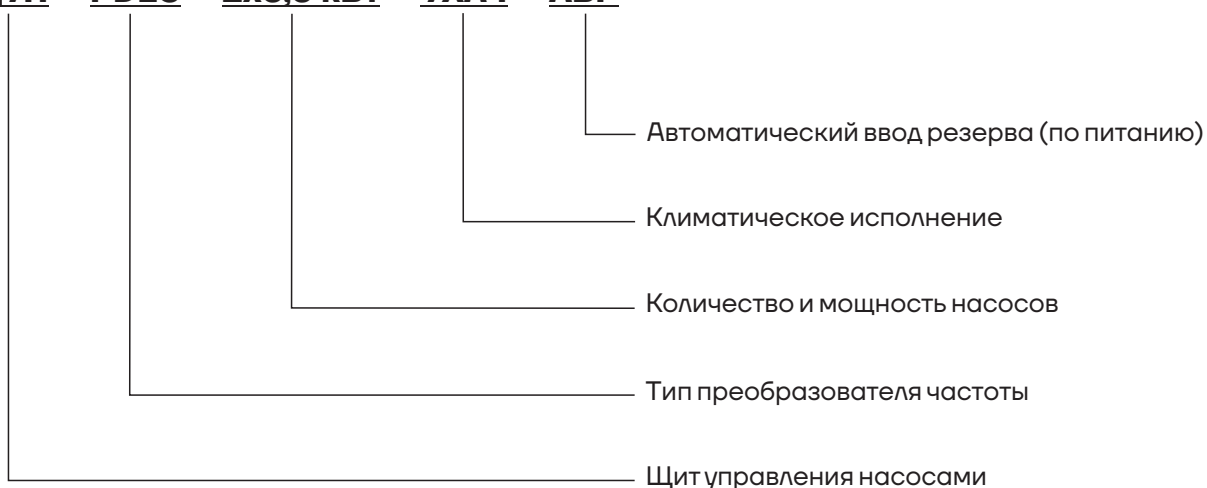 Автоматический ввод резерва (по питанию)
Климатическое исполнение
Количество и мощность насосов
Тип преобразователя частоты
Щит управления насосами